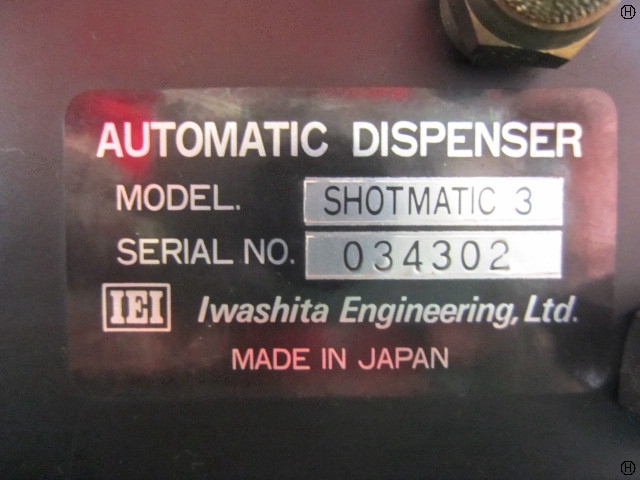 AUTOMATIC DISPENSER
MODEL. SHOTMATIC 3
SERIAL NO. 034302
IEI Iwashita Engineering, Ltd.
MADE IN JAPAN
H
H